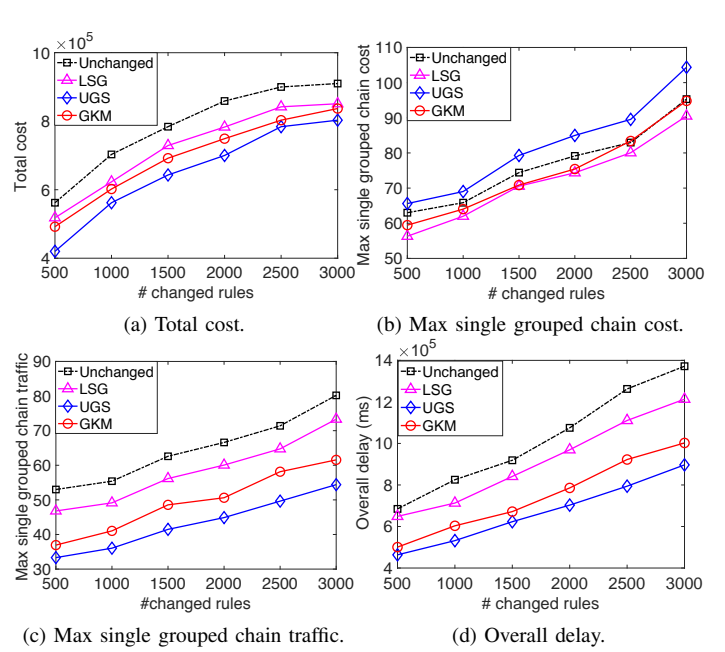 ×10⁵
10
8
6
4
Total cost
Unchanged
LSG
UGS
GKM
500 1000 1500 2000 2500 3000
# changed rules
(a) Total cost.
110
100
90
80
70
60
50
Max single grouped chain cost
Unchanged
LSG
UGS
GKM
500 1000 1500 2000 2500 3000
# changed rules
(b) Max single grouped chain cost.
90
80
70
60
50
40
30
Max single grouped chain traffic
Unchanged
LSG
UGS
GKM
500 1000 1500 2000 2500 3000
#changed rules
(c) Max single grouped chain traffic.
×10⁵
14
12
10
8
6
4
Overall delay (ms)
Unchanged
LSG
UGS
GKM
500 1000 1500 2000 2500 3000
# changed rules
(d) Overall delay.